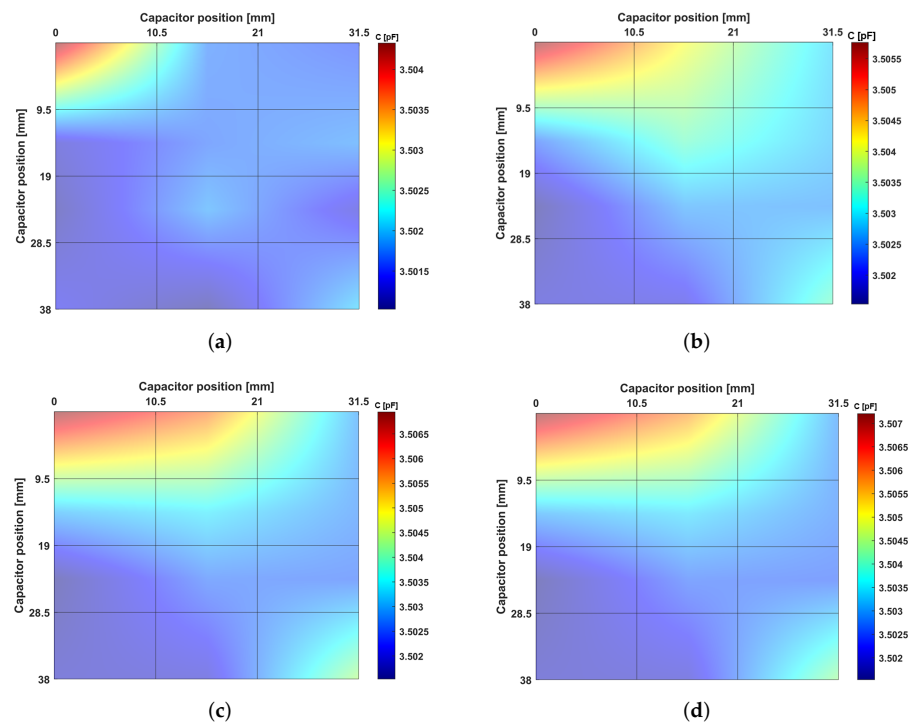 Capacitor position [mm]
0 10.5 21 31.5
C [pF]
Capacitor position [mm]
9.5
19
28.5
38
3.504
3.5035
3.503
3.5025
3.502
3.5015
(a)
Capacitor position [mm]
0 10.5 21 31.5
C [pF]
Capacitor position [mm]
9.5
19
28.5
38
3.5055
3.505
3.5045
3.504
3.5035
3.503
3.5025
3.502
(b)
Capacitor position [mm]
0 10.5 21 31.5
C [pF]
Capacitor position [mm]
9.5
19
28.5
38
3.5065
3.506
3.5055
3.505
3.5045
3.504
3.5035
3.503
3.5025
3.502
(c)
Capacitor position [mm]
0 10.5 21 31.5
C [pF]
Capacitor position [mm]
9.5
19
28.5
38
3.507
3.5065
3.506
3.5055
3.505
3.5045
3.504
3.5035
3.503
3.5025
3.502
(d)